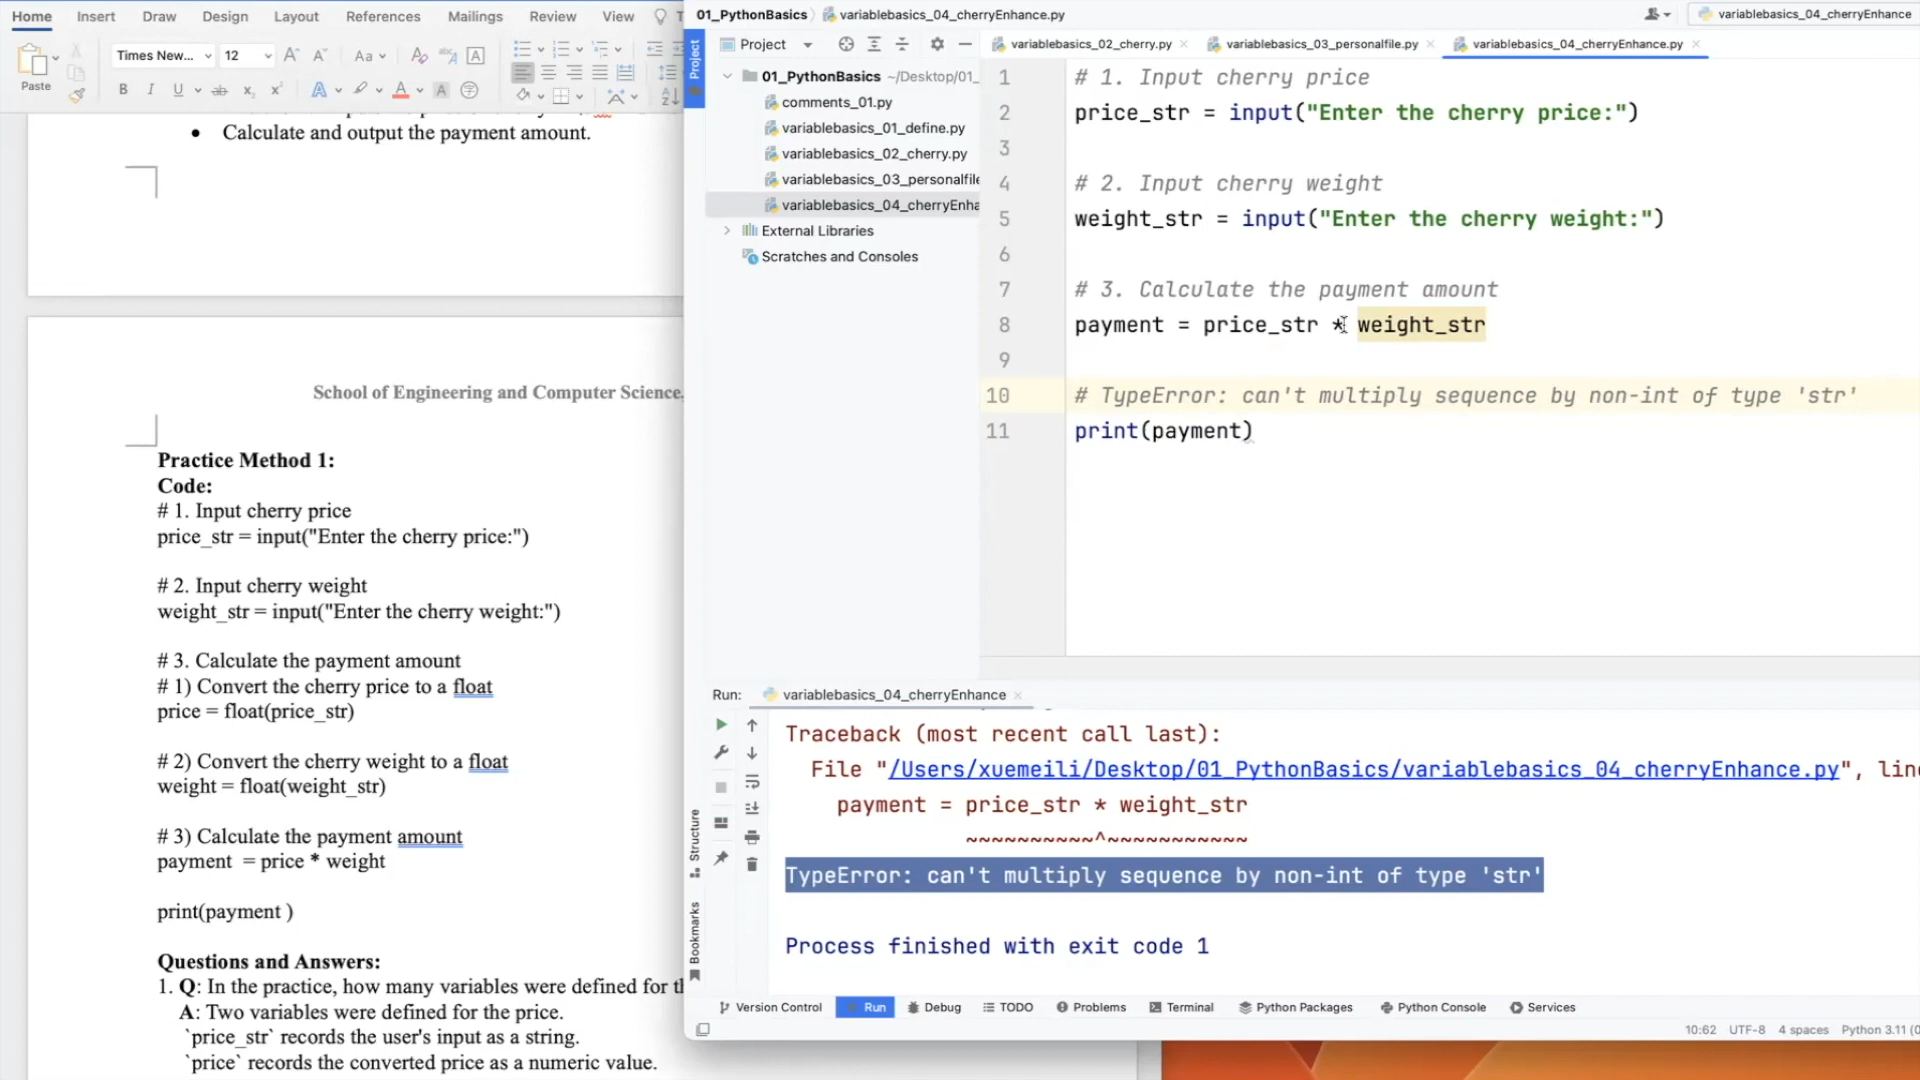 Home Insert Draw Design Layout References Mailings Review View
Paste Times New... 12
Calculate and output the payment amount.
School of Engineering and Computer Science,
Practice Method 1:
Code:
# 1. Input cherry price
price_str = input("Enter the cherry price:")
# 2. Input cherry weight
weight_str = input("Enter the cherry weight:")
# 3. Calculate the payment amount
# 1) Convert the cherry price to a float
price = float(price_str)
# 2) Convert the cherry weight to a float
weight = float(weight_str)
# 3) Calculate the payment amount
payment  = price * weight
print(payment )
Questions and Answers:
1. Q: In the practice, how many variables were defined for
A: Two variables were defined for the price.
`price_str` records the user's input as a string.
`price` records the converted price as a numeric value.
01_PythonBasics variablebasics_04_cherryEnhance.py variablebasics_04_cherryEnhance
Project
Project
variablebasics_02_cherry.py variablebasics_03_personalfile.py variablebasics_04_cherryEnhance.py
01_PythonBasics ~/Desktop/01_
comments_01.py
variablebasics_01_define.py
variablebasics_02_cherry.py
variablebasics_03_personalfile
variablebasics_04_cherryEnha
External Libraries
Scratches and Consoles
1 # 1. Input cherry price
2 price_str = input("Enter the cherry price:")
3
4 # 2. Input cherry weight
5 weight_str = input("Enter the cherry weight:")
6
7 # 3. Calculate the payment amount
8 payment = price_str * weight_str
9
10 # TypeError: can't multiply sequence by non-int of type 'str'
11 print(payment)
Run: variablebasics_04_cherryEnhance
Traceback (most recent call last):
File "/Users/xuemeili/Desktop/01_PythonBasics/variablebasics_04_cherryEnhance.py", line
payment = price_str * weight_str
~~~~~~~~~~^~~~~~~~~~~
TypeError: can't multiply sequence by non-int of type 'str'
Process finished with exit code 1
Structure
Bookmarks
Version Control Run Debug TODO Problems Terminal Python Packages Python Console Services
10:62 UTF-8 4 spaces Python 3.11